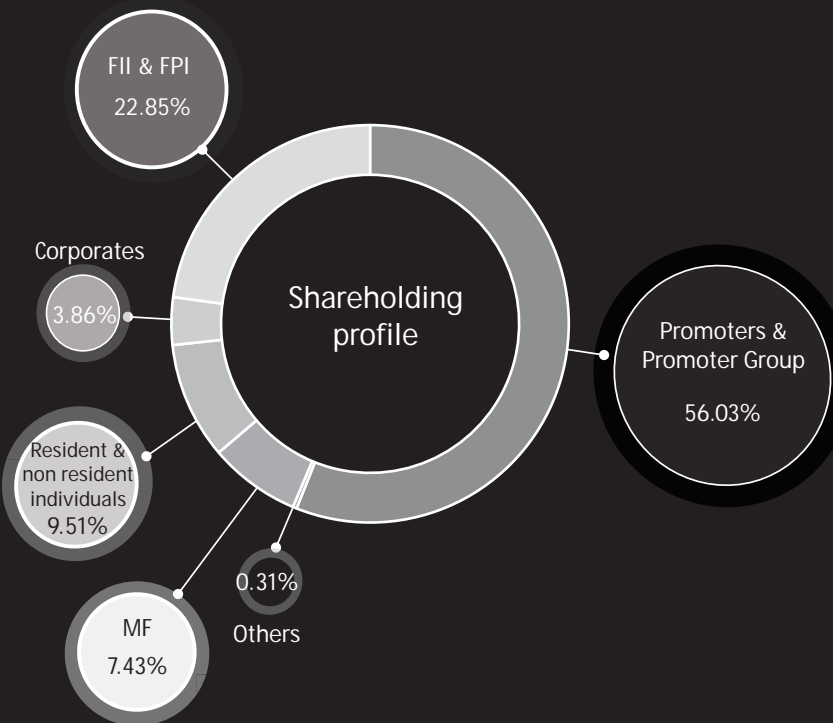 FII & FPI
22.85%
Corporates
3.86%
Shareholding
profile
Promoters &
Promoter Group
56.03%
Resident &
non resident
individuals
9.51%
0.31%
Others
MF
7.43%